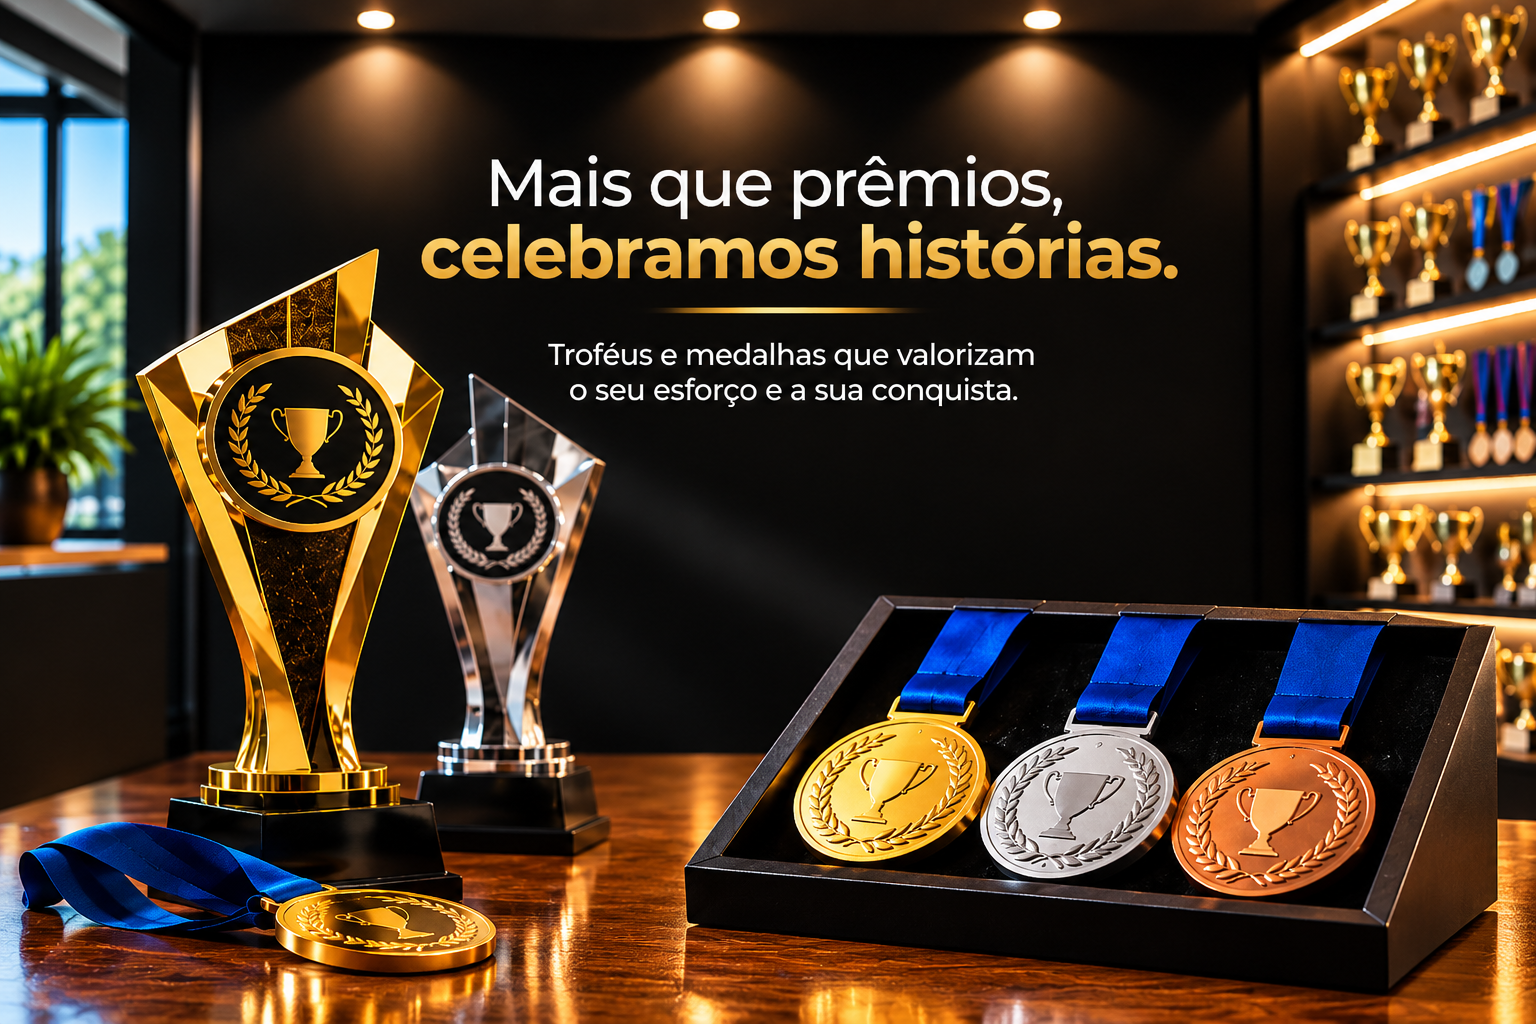 Mais que prêmios,
celebramos histórias.
Troféus e medalhas que valorizam
o seu esforço e a sua conquista.